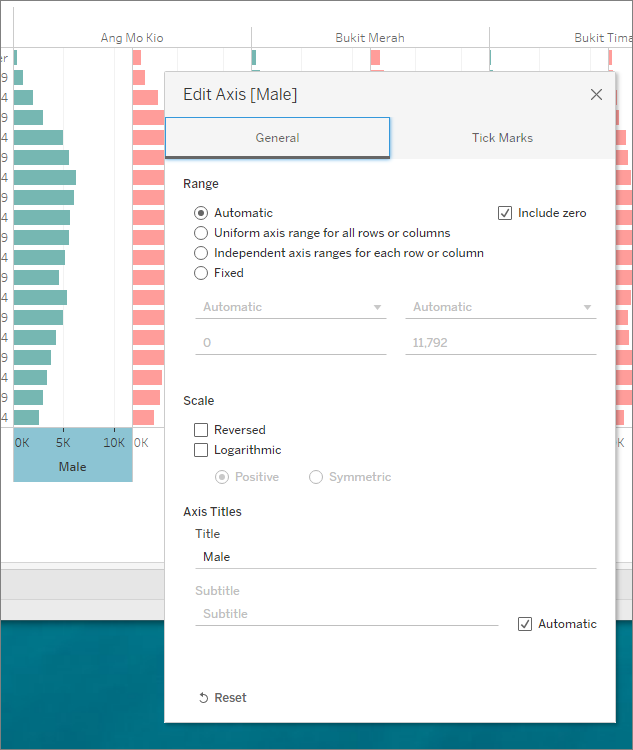 Ang Mo Kio
Bukit Merah
Bukit Tima
er
9
4
9
4
9
4
9
4
9
4
9
4
9
4
9
4
9
4
0K
5K
10K
0K
K
Male
Edit Axis [Male]
General
Tick Marks
Range
Automatic
Include zero
Uniform axis range for all rows or columns
Independent axis ranges for each row or column
Fixed
Automatic
Automatic
0
11,792
Scale
Reversed
Logarithmic
Positive
Symmetric
Axis Titles
Title
Male
Subtitle
Subtitle
Automatic
Reset